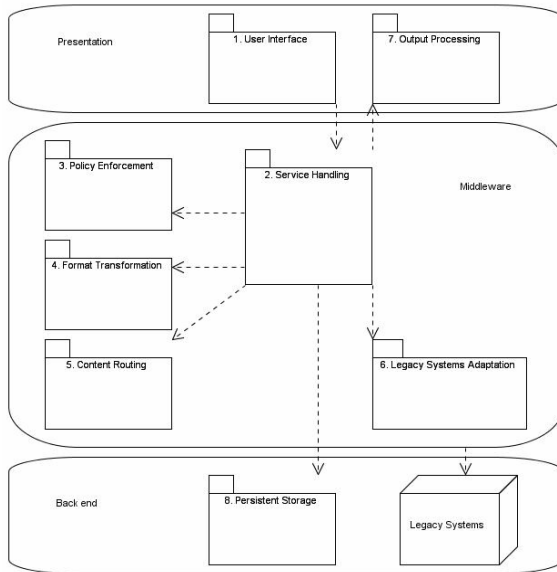 Presentation
1. User Interface
7. Output Processing
3. Policy Enforcement
2. Service Handling
Middleware
4. Format Transformation
5. Content Routing
6. Legacy Systems Adaptation
Back end
8. Persistent Storage
Legacy Systems